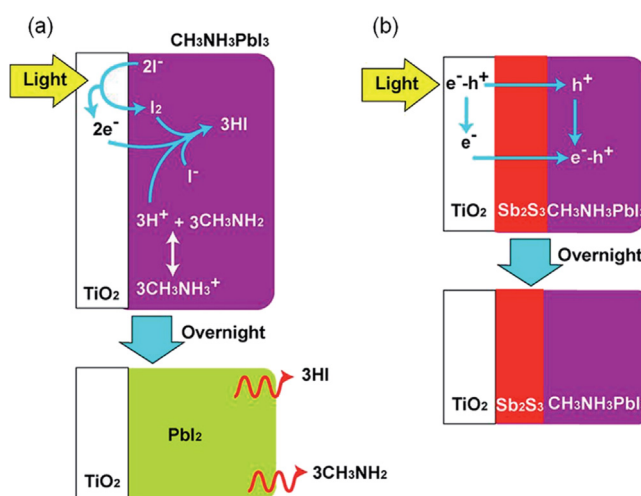 (a)
CH3NH3PbI3
Light
2I-
I2
2e-
3HI
I-
3H+ + 3CH3NH2
3CH3NH3+
TiO2
Overnight
3HI
PbI2
TiO2
3CH3NH2
(b)
Light
e--h+
h+
e-
e--h+
TiO2
Sb2S3
CH3NH3PbI
Overnight
TiO2
Sb2S3
CH3NH3PbI